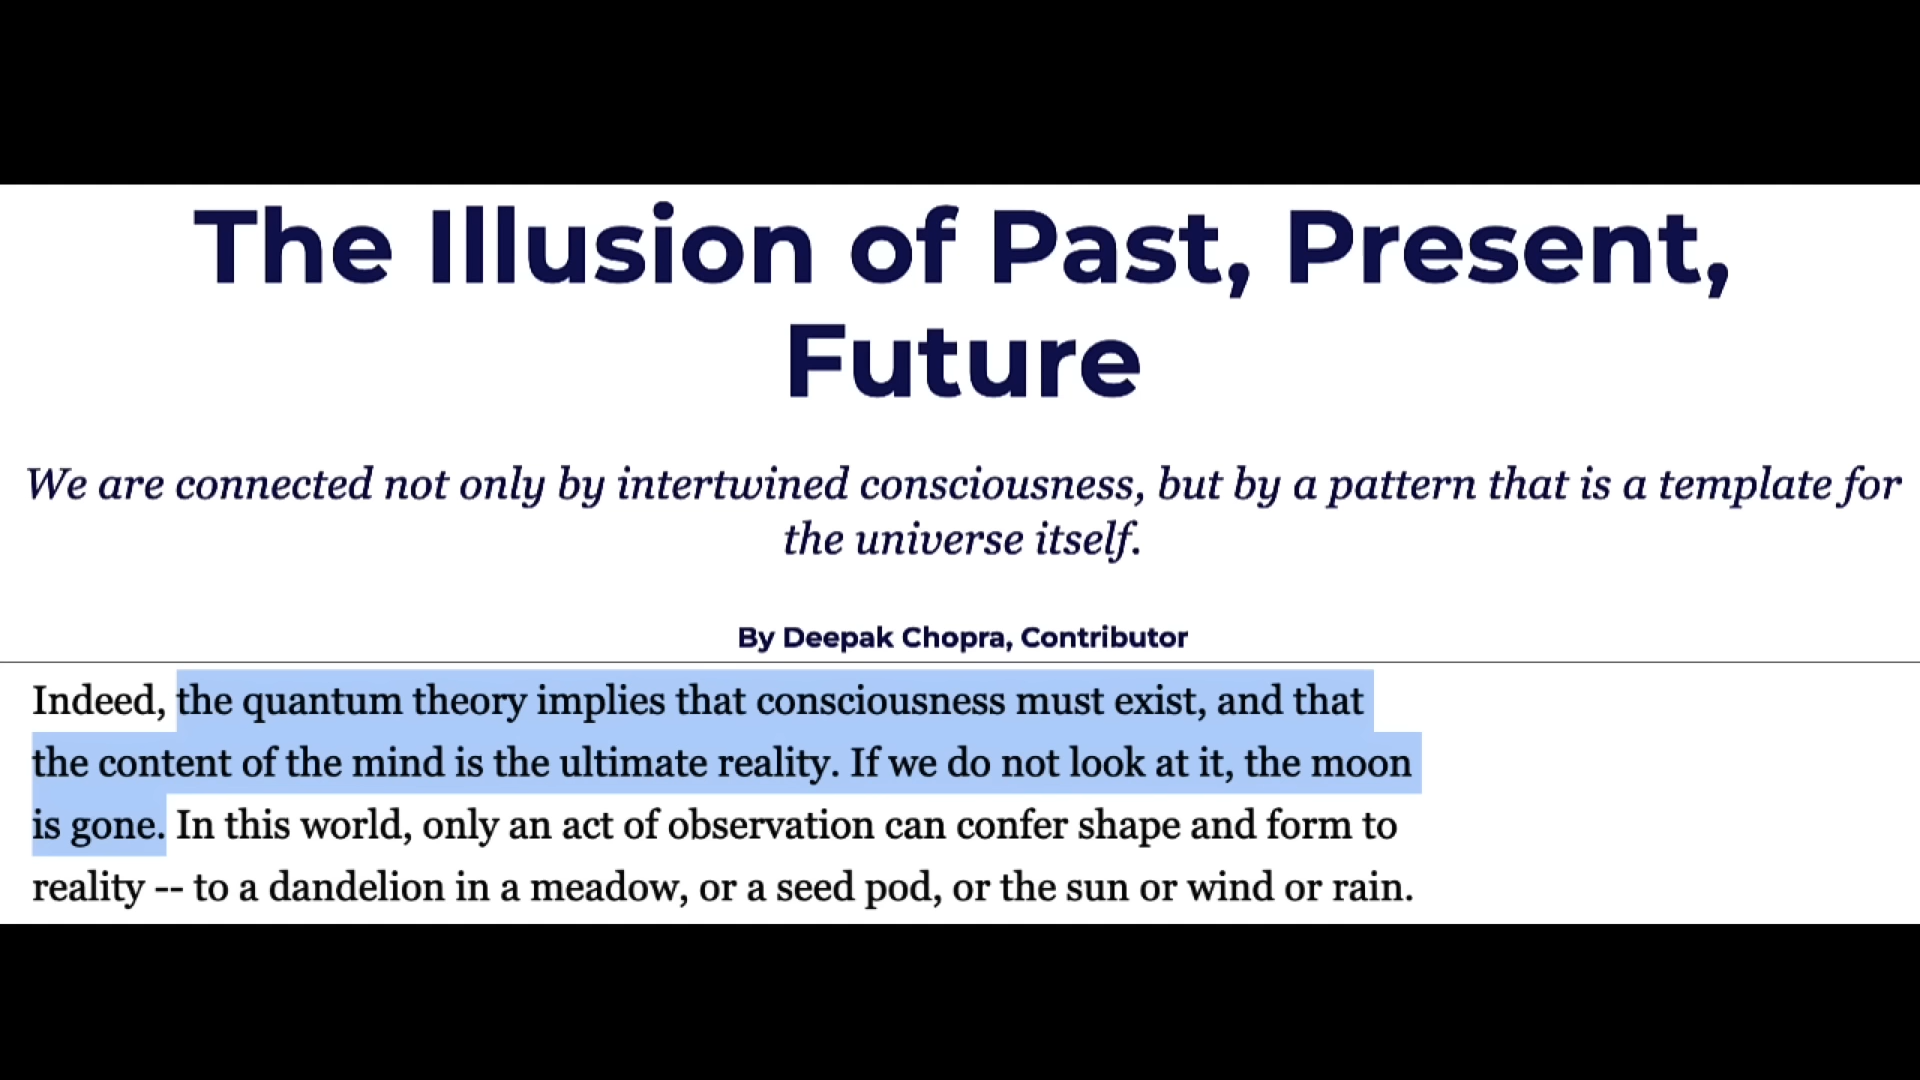 The Illusion of Past, Present,
Future
We are connected not only by intertwined consciousness, but by a pattern that is a template for
the universe itself.
By Deepak Chopra, Contributor
Indeed, the quantum theory implies that consciousness must exist, and that
the content of the mind is the ultimate reality. If we do not look at it, the moon
is gone. In this world, only an act of observation can confer shape and form to
reality -- to a dandelion in a meadow, or a seed pod, or the sun or wind or rain.